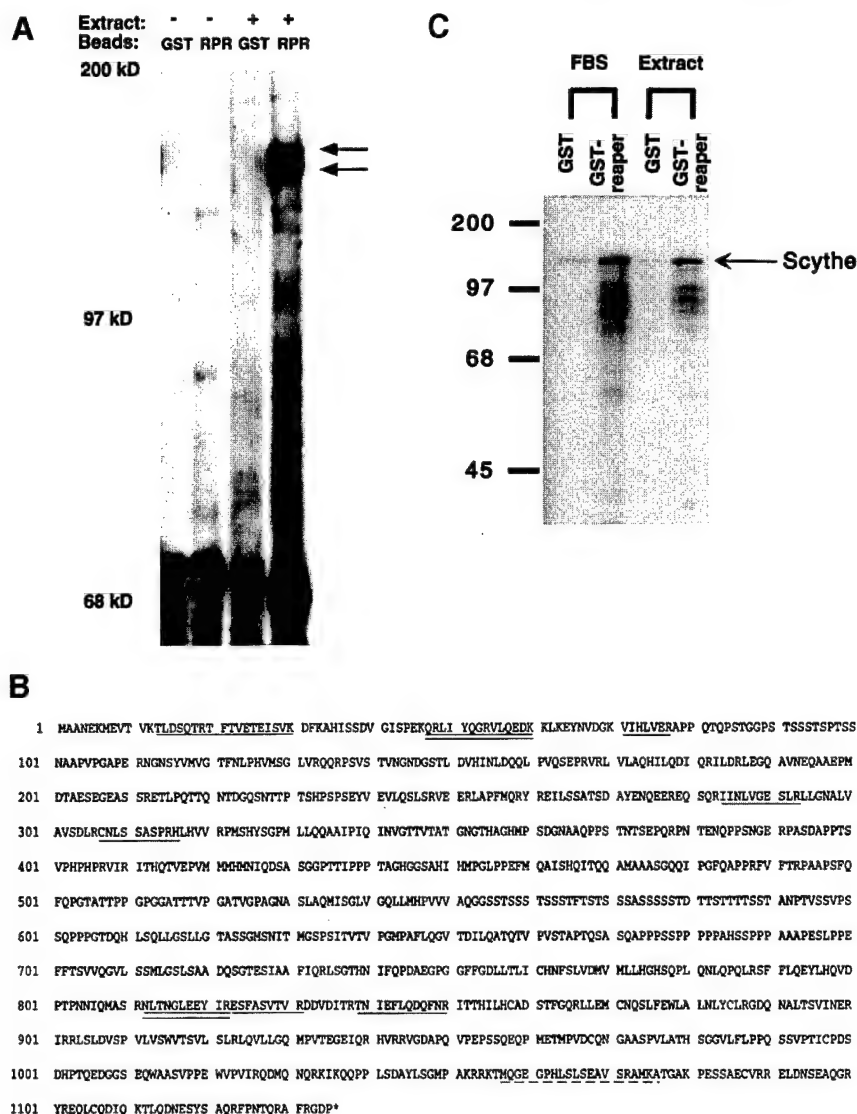 A
Extract: - - + +
Beads: GST RPR GST RPR
200 kD
97 kD
68 kD
C
FBS Extract
GST GST-reaper GST GST-reaper
200
97
68
45
Scythe
B
1 MAANEKMEVT VKTLDSQTRT FTVETEISVK DFKAHISSDV GISPEKQRLI YQGRVLQEDK KLKEYNVDGK VIHLVERAPP QTQPSTGGPS TSSSTSPTSS
101 NAAPVPGAPE RNGNSYVMVG TFNLPHVMSG LVRQQRPSVS TVNGNDGSTL DVHINLDQQL PVQSEPRVRL VLAQHILQDI QRILDRLEGQ AVNEQAAEPM
201 DTAESEGEAS SRETLPQTTQ NTDGQSNTTP TSHPSPSEYV EVLQSLSRVE ERLAPFMQRY REILSSATSD AYENQEEREQ SQRIINLVGE SLRLLGNALV
301 AVSDLRCNLS SASPRHLHVV RPMSHYSGPM LLQQAAIPIQ INVGTTVTAT GNGTHAGHMP SDGNAAQPPS TNTSEPQRPN TENQPPSNGE RPASDAPPTS
401 VPHPHPRVIR ITHQTVEPVM MMHMNIQDSA SGGPTTIPPP TAGHGGSAHI HMPGLPPEFM QAISHQITQQ AMAAASGQQI PGFQAPPRFV FTRPAAPSFQ
501 FQPGTATTPP GPGGATTTVP GATVGPAGNA SLAQMISGLV GQLLMHPVVV AQGGSSTSSS TSSSTFSTSTS SSASSSSSTD TTSTTTTSST ANPTVSSVPS
601 SQPPPGTDQH LSQLLGSLLG TASSGMSNIT MGSPSITVTV PGMPAFLQGV TDILQATQTV PVSTAPTQSA SQAPPPSSPP PPPAHSSPPP AAAPESLPPE
701 FFTSVVQGVL SSMLGSLSAA DQSGTESIAA FIQRLSGTHN IFQPDAEGPG GFFGDLLTLI CHNFSLVDMV MLLHGHSQPL QNLQPQLRSF FLQEYLHQVD
801 PTPNNIQMAS RNLTNGLEEY IRESFASVTV RDDVDITRTN IEFLQDQFNR ITTHILHCAD STFGQRLLEM CNQSLFEWLA LNLYCLRGDQ NALTSVINER
901 IRRLSLDVSP VLVSWVTSVL SLRLQVLLGQ MPVTEGEIQR HVRRVGDAPQ VPEPSSQEQP METMPVDCQN GAASPVLATH SGGVLFLPPQ SSVPTICPDS
1001 DHPTQEDGGS EQWAASVPPE WVPVIRQDMQ NQRKIKQQPP LSDAYLSGMP AKRRKTMQGE GPHLSLSEAV SRAMKATGAK PESSAECVRR ELDNSEAQGR
1101 YREQLCQDIQ KTLQDNESYS AQRFPNTQRA FRGDP*